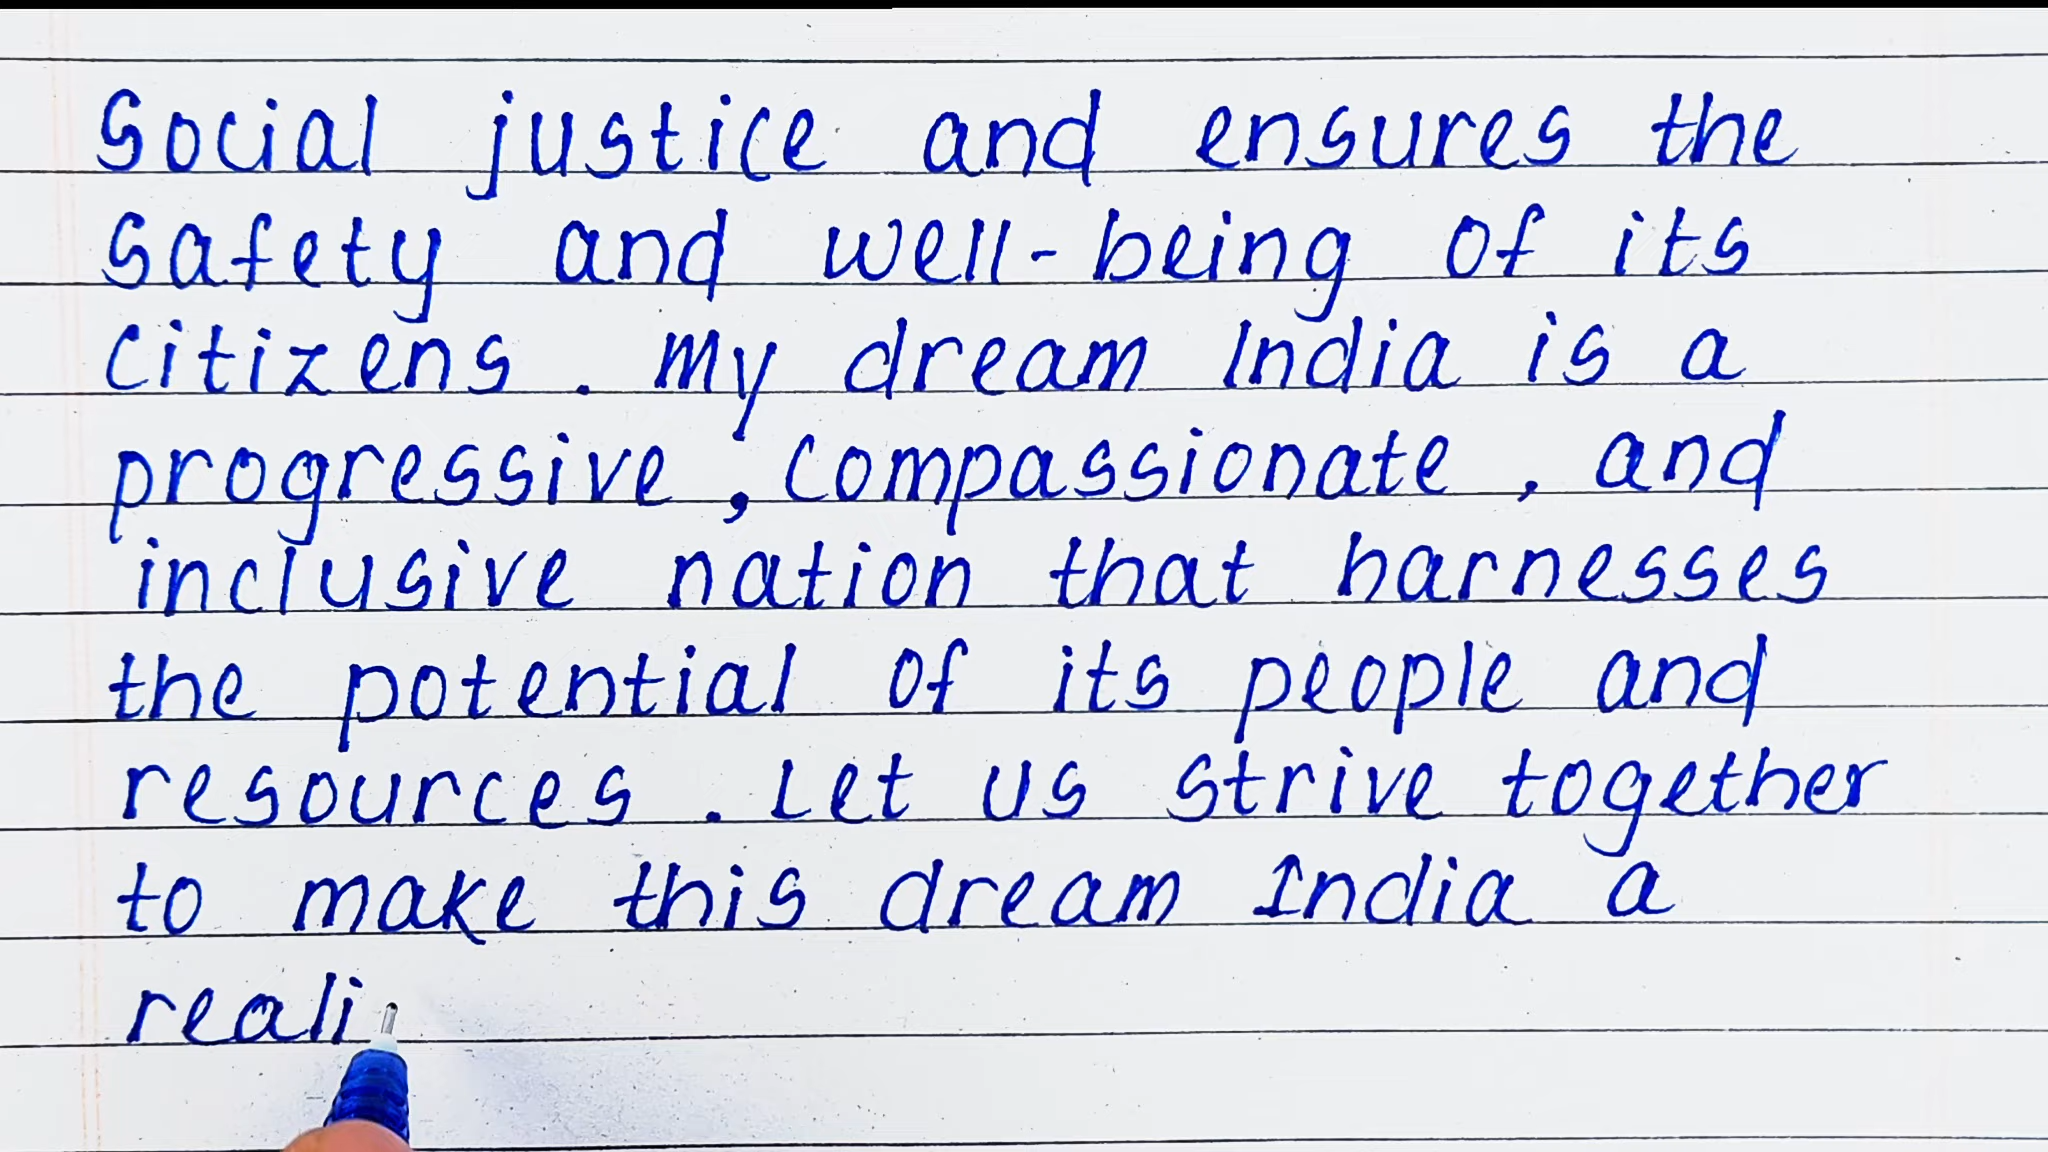 Social justice and ensures the
safety and well-being of its
citizens. My dream India is a
progressive, compassionate, and
inclusive nation that harnesses
the potential of its people and
resources. Let us strive together
to make this dream India a
reali